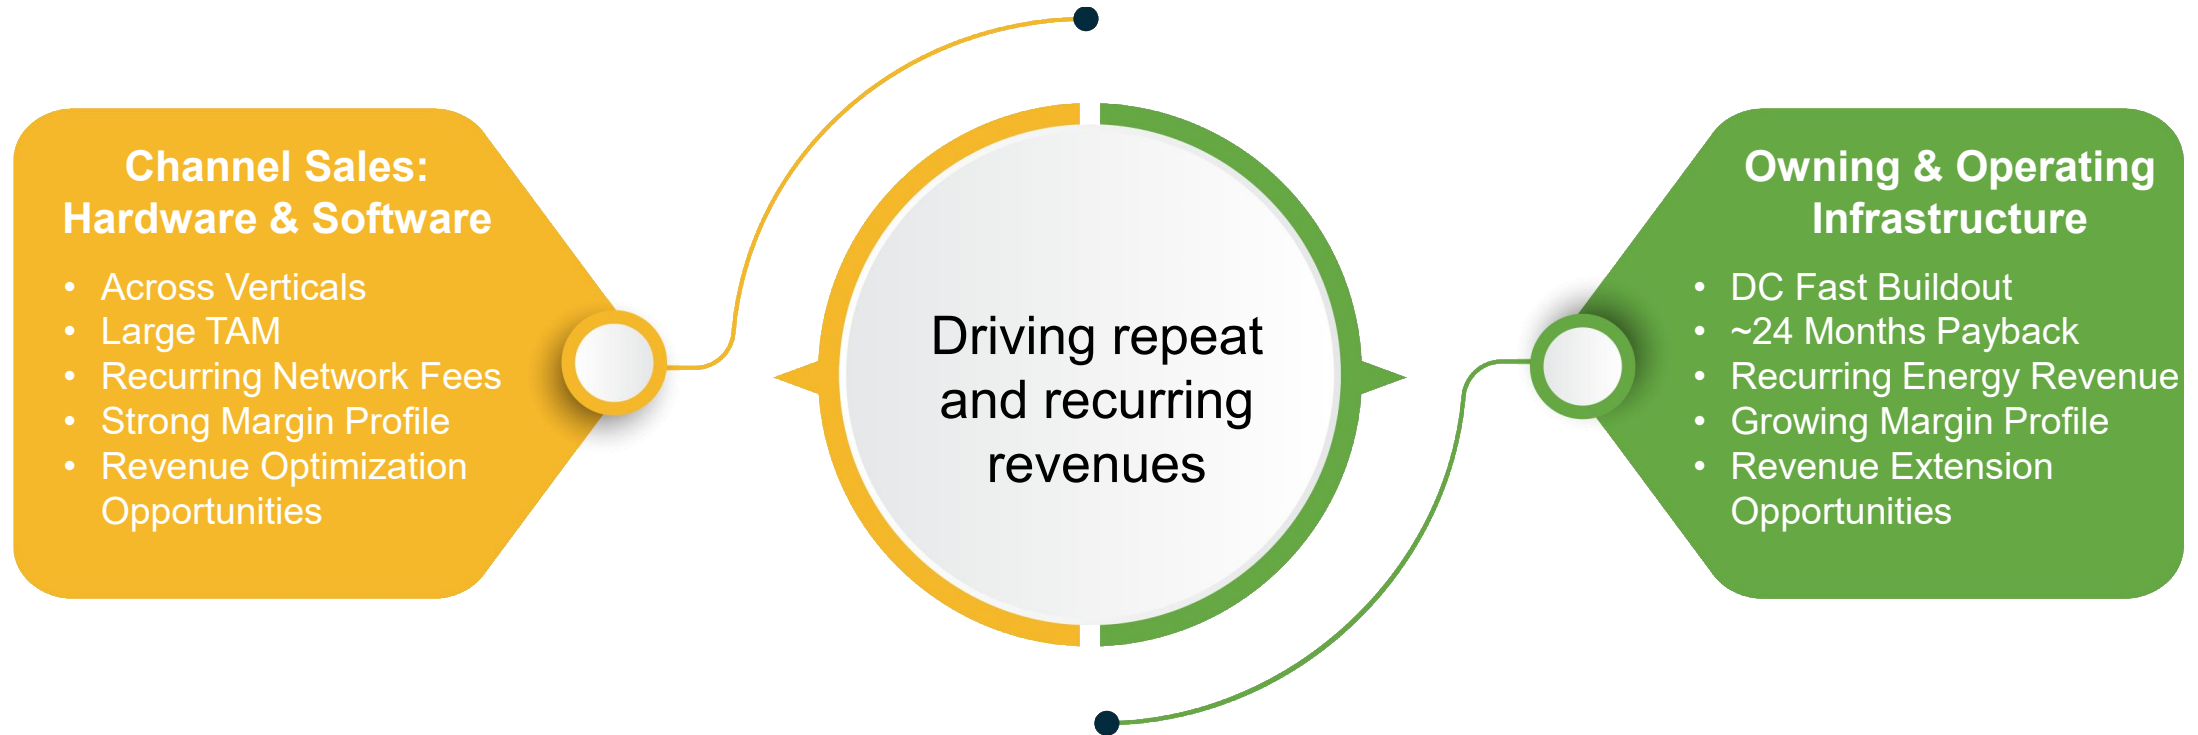 Channel Sales:
Hardware & Software
• Across Verticals
• Large TAM
• Recurring Network Fees
• Strong Margin Profile
• Revenue Optimization
Opportunities
Driving repeat
and recurring
revenues
Owning & Operating
Infrastructure
• DC Fast Buildout
• ~24 Months Payback
• Recurring Energy Revenue
• Growing Margin Profile
• Revenue Extension
Opportunities